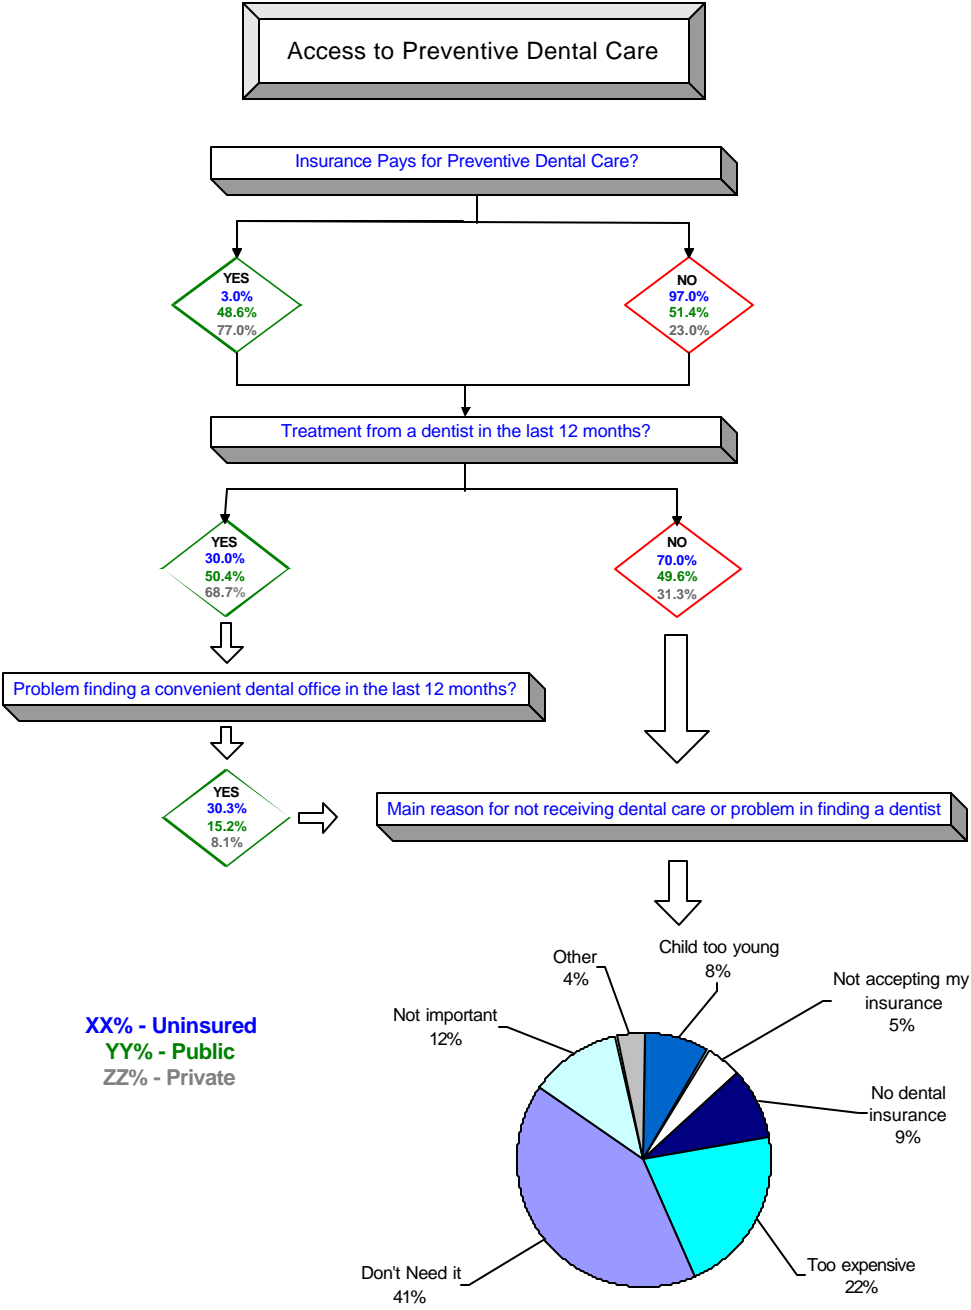 Access to Preventive Dental Care
Insurance Pays for Preventive Dental Care?
YES
3.0%
48.6%
77.0%
NO
97.0%
51.4%
23.0%
Treatment from a dentist in the last 12 months?
YES
30.0%
50.4%
68.7%
NO
70.0%
49.6%
31.3%
Problem finding a convenient dental office in the last 12 months?
YES
30.3%
15.2%
8.1%
Main reason for not receiving dental care or problem in finding a dentist
XX% - Uninsured
YY% - Public
ZZ% - Private
Other
4%
Child too young
8%
Not accepting my
insurance
5%
Not important
12%
No dental
insurance
9%
Don't Need it
41%
Too expensive
22%